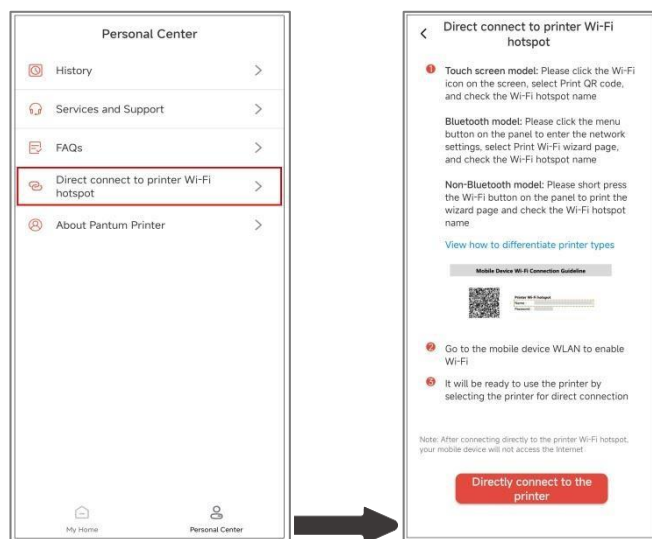 Personal Center
History
Services and Support
FAQs
Direct connect to printer Wi-Fi
hotspot
About Pantum Printer
My Home
Personal Center
Direct connect to printer Wi-Fi
hotspot
1 Touch screen model: Please click the Wi-Fi
icon on the screen, select Print QR code,
and check the Wi-Fi hotspot name
Bluetooth model: Please click the menu
button on the panel to enter the network
settings, select Print Wi-Fi wizard page,
and check the Wi-Fi hotspot name
Non-Bluetooth model: Please short press
the Wi-Fi button on the panel to print the
wizard page and check the Wi-Fi hotspot
name
View how to differentiate printer types
Mobile Device Wi-Fi Connection Guideline
Printer Wi-Fi hotspot
Name:
Password:
2 Go to the mobile device WLAN to enable
Wi-Fi
3 It will be ready to use the printer by
selecting the printer for direct connection
Note: After connecting directly to the printer Wi-Fi hotspot,
your mobile device will not access the Internet
Directly connect to the
printer